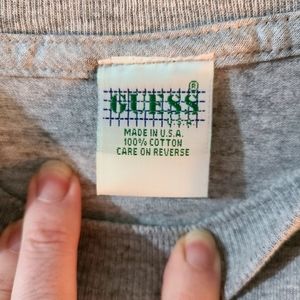 GUESS®
U.S.A.
MADE IN U.S.A.
100% COTTON
CARE ON REVERSE